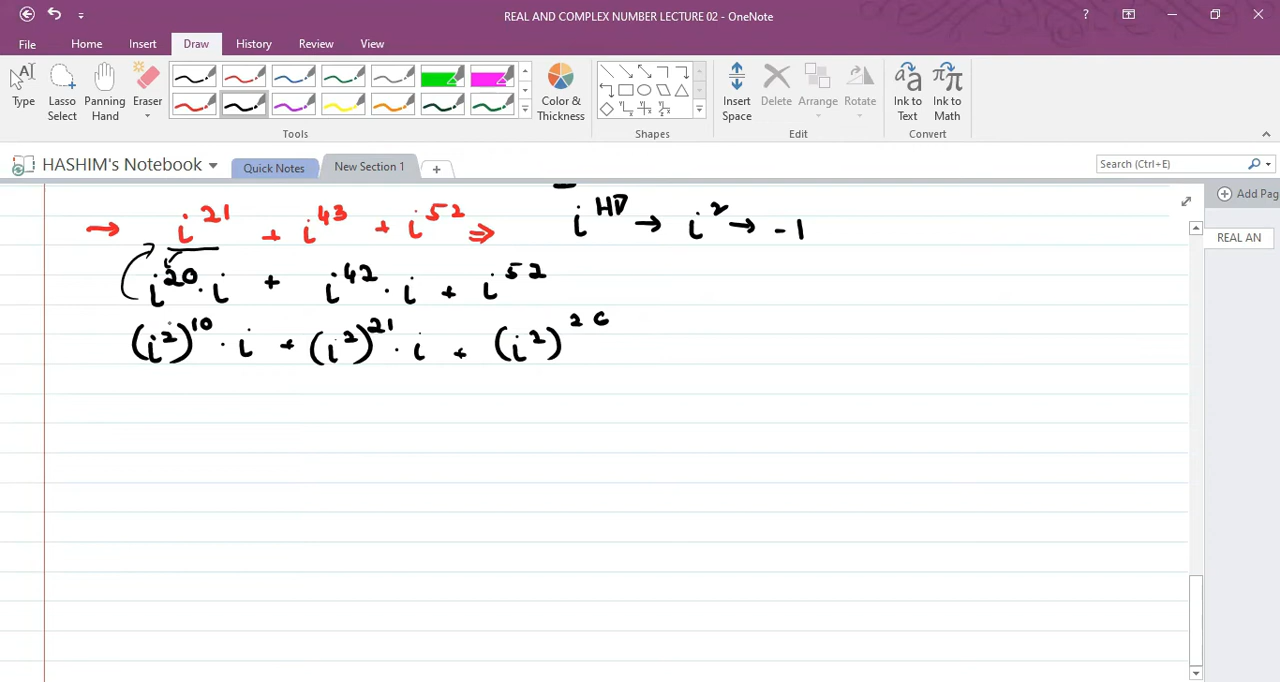 REAL AND COMPLEX NUMBER LECTURE 02 - OneNote
File Home Insert Draw History Review View
Type Lasso Select Panning Hand Eraser Color & Thickness Insert Space Delete Arrange Rotate Ink to Text Ink to Math
Tools Shapes Edit Convert
HASHIM's Notebook Quick Notes New Section 1 Search (Ctrl+E)
Add Pag
REAL AN
→ i^21 + i^43 + i^52 ⇒ i^HP → i^2 → -1
i^20 · i + i^42 · i + i^52
(i^2)^10 · i + (i^2)^21 · i + (i^2)^26